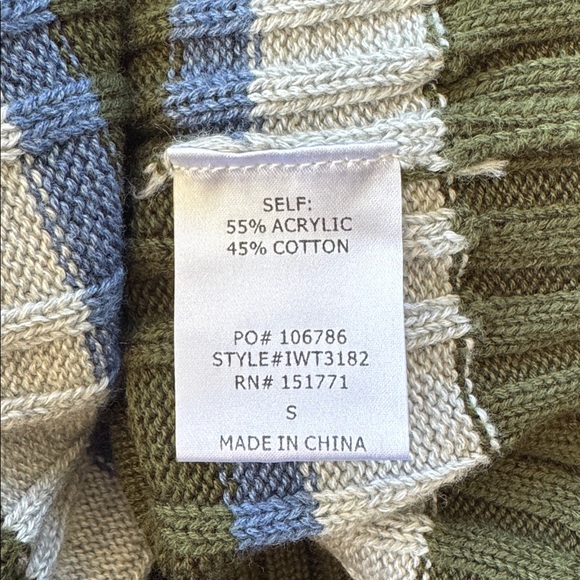 SELF:
55% ACRYLIC
45% COTTON
PO# 106786
STYLE#IWT3182
RN# 151771
S
MADE IN CHINA